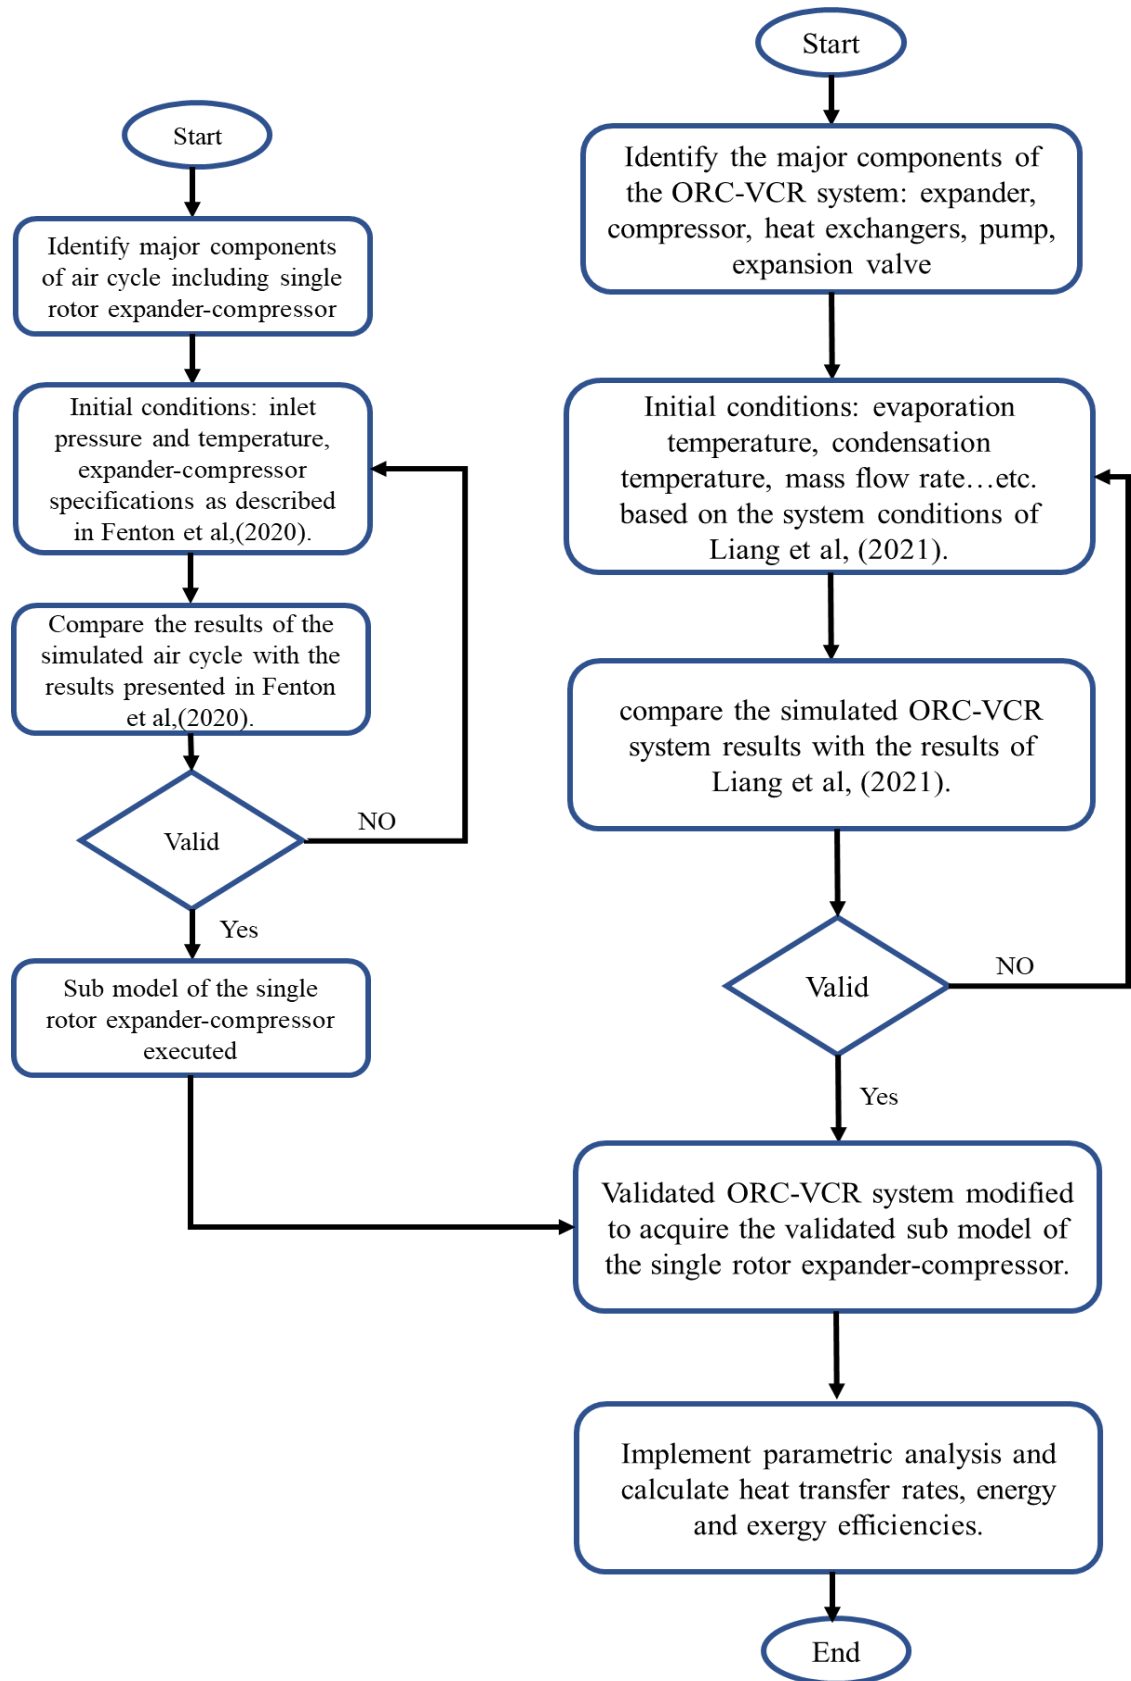 Start
Identify major components
of air cycle including single
rotor expander-compressor
Initial conditions: inlet
pressure and temperature,
expander-compressor
specifications as described
in Fenton et al,(2020).
Compare the results of the
simulated air cycle with the
results presented in Fenton
et al,(2020).
Valid
NO
Yes
Sub model of the single
rotor expander-compressor
executed
Start
Identify the major components of
the ORC-VCR system: expander,
compressor, heat exchangers, pump,
expansion valve
Initial conditions: evaporation
temperature, condensation
temperature, mass flow rate…etc.
based on the system conditions of
Liang et al, (2021).
compare the simulated ORC-VCR
system results with the results of
Liang et al, (2021).
Valid
NO
Yes
Validated ORC-VCR system modified
to acquire the validated sub model of
the single rotor expander-compressor.
Implement parametric analysis and
calculate heat transfer rates, energy
and exergy efficiencies.
End